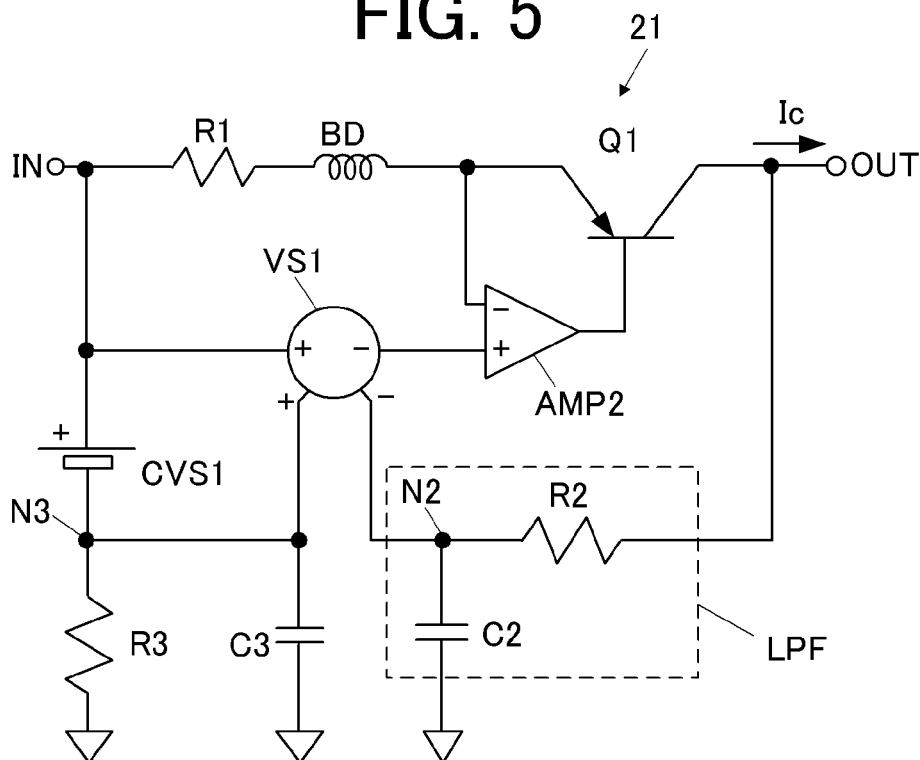 FIG. 5
21
Ic
R1
BD
Q1
IN
OUT
VS1
+
−
−
+
+
−
AMP2
+
CVS1
N3
N2
R2
R3
C3
C2
LPF